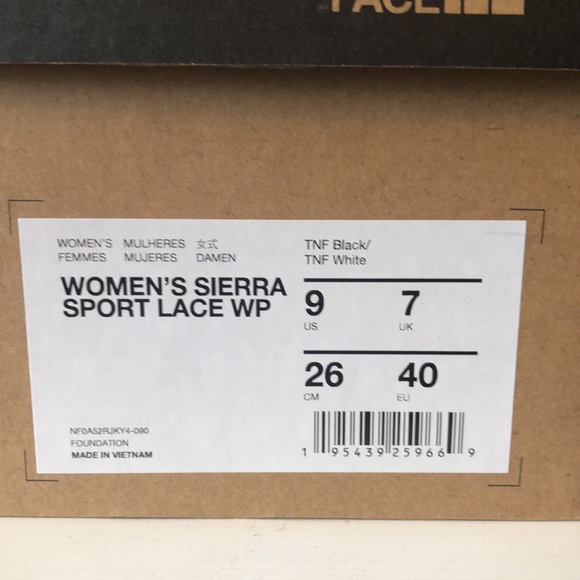 FACE
WOMEN'S MULHERES 女式
FEMMES MUJERES DAMEN
TNF Black/
TNF White
WOMEN'S SIERRA
SPORT LACE WP
9 7
US UK
26 40
CM EU
NF0A52RJKY4-090
FOUNDATION
MADE IN VIETNAM
1 95439 25966 9